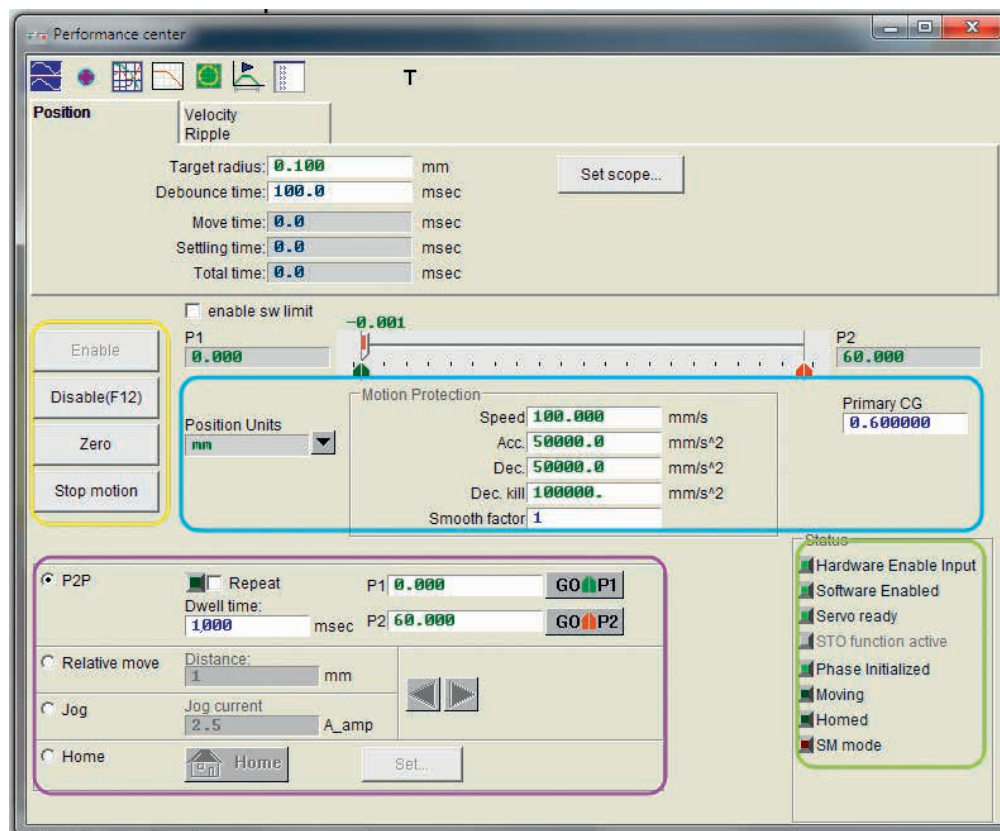 Performance center
T
Position
Velocity
Ripple
Target radius: 0.100 mm
Set scope...
Debounce time: 100.0 msec
Move time: 0.0 msec
Settling time: 0.0 msec
Total time: 0.0 msec
enable sw limit
-0.001
Enable
P1
0.000
P2
60.000
Disable(F12)
Zero
Stop motion
Position Units
mm
Motion Protection
Speed 100.000 mm/s
Acc. 50000.0 mm/s^2
Dec. 50000.0 mm/s^2
Dec. kill 100000. mm/s^2
Smooth factor 1
Primary CG
0.600000
P2P
Repeat
Dwell time:
1,000 msec
P1 0.000 GO P1
P2 60.000 GO P2
Relative move
Distance:
1 mm
Jog
Jog current
2.5 A_amp
Home
Home
Set...
Status
Hardware Enable Input
Software Enabled
Servo ready
STO function active
Phase Initialized
Moving
Homed
SM mode